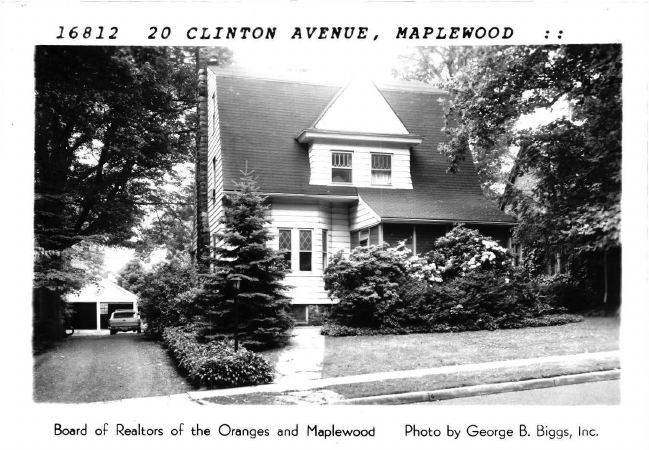 16812 20 CLINTON AVENUE, MAPLEWOOD ::
Board of Realtors of the Oranges and Maplewood Photo by George B. Biggs, Inc.